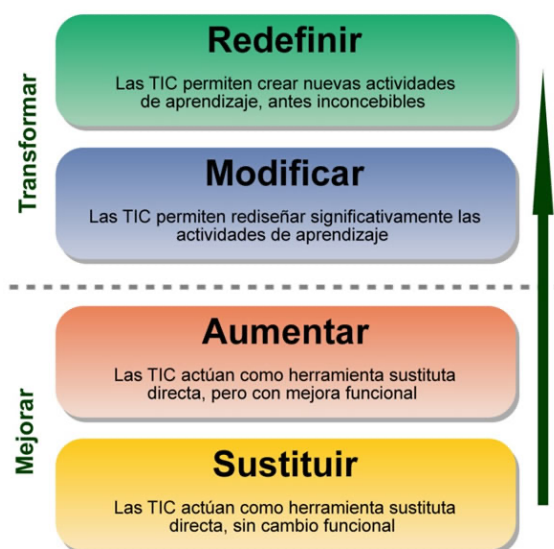 Transformar
Redefinir
Las TIC permiten crear nuevas actividades
de aprendizaje, antes inconcebibles
Modificar
Las TIC permiten rediseñar significativamente las
actividades de aprendizaje
Mejorar
Aumentar
Las TIC actúan como herramienta sustituta
directa, pero con mejora funcional
Sustituir
Las TIC actúan como herramienta sustituta
directa, sin cambio funcional